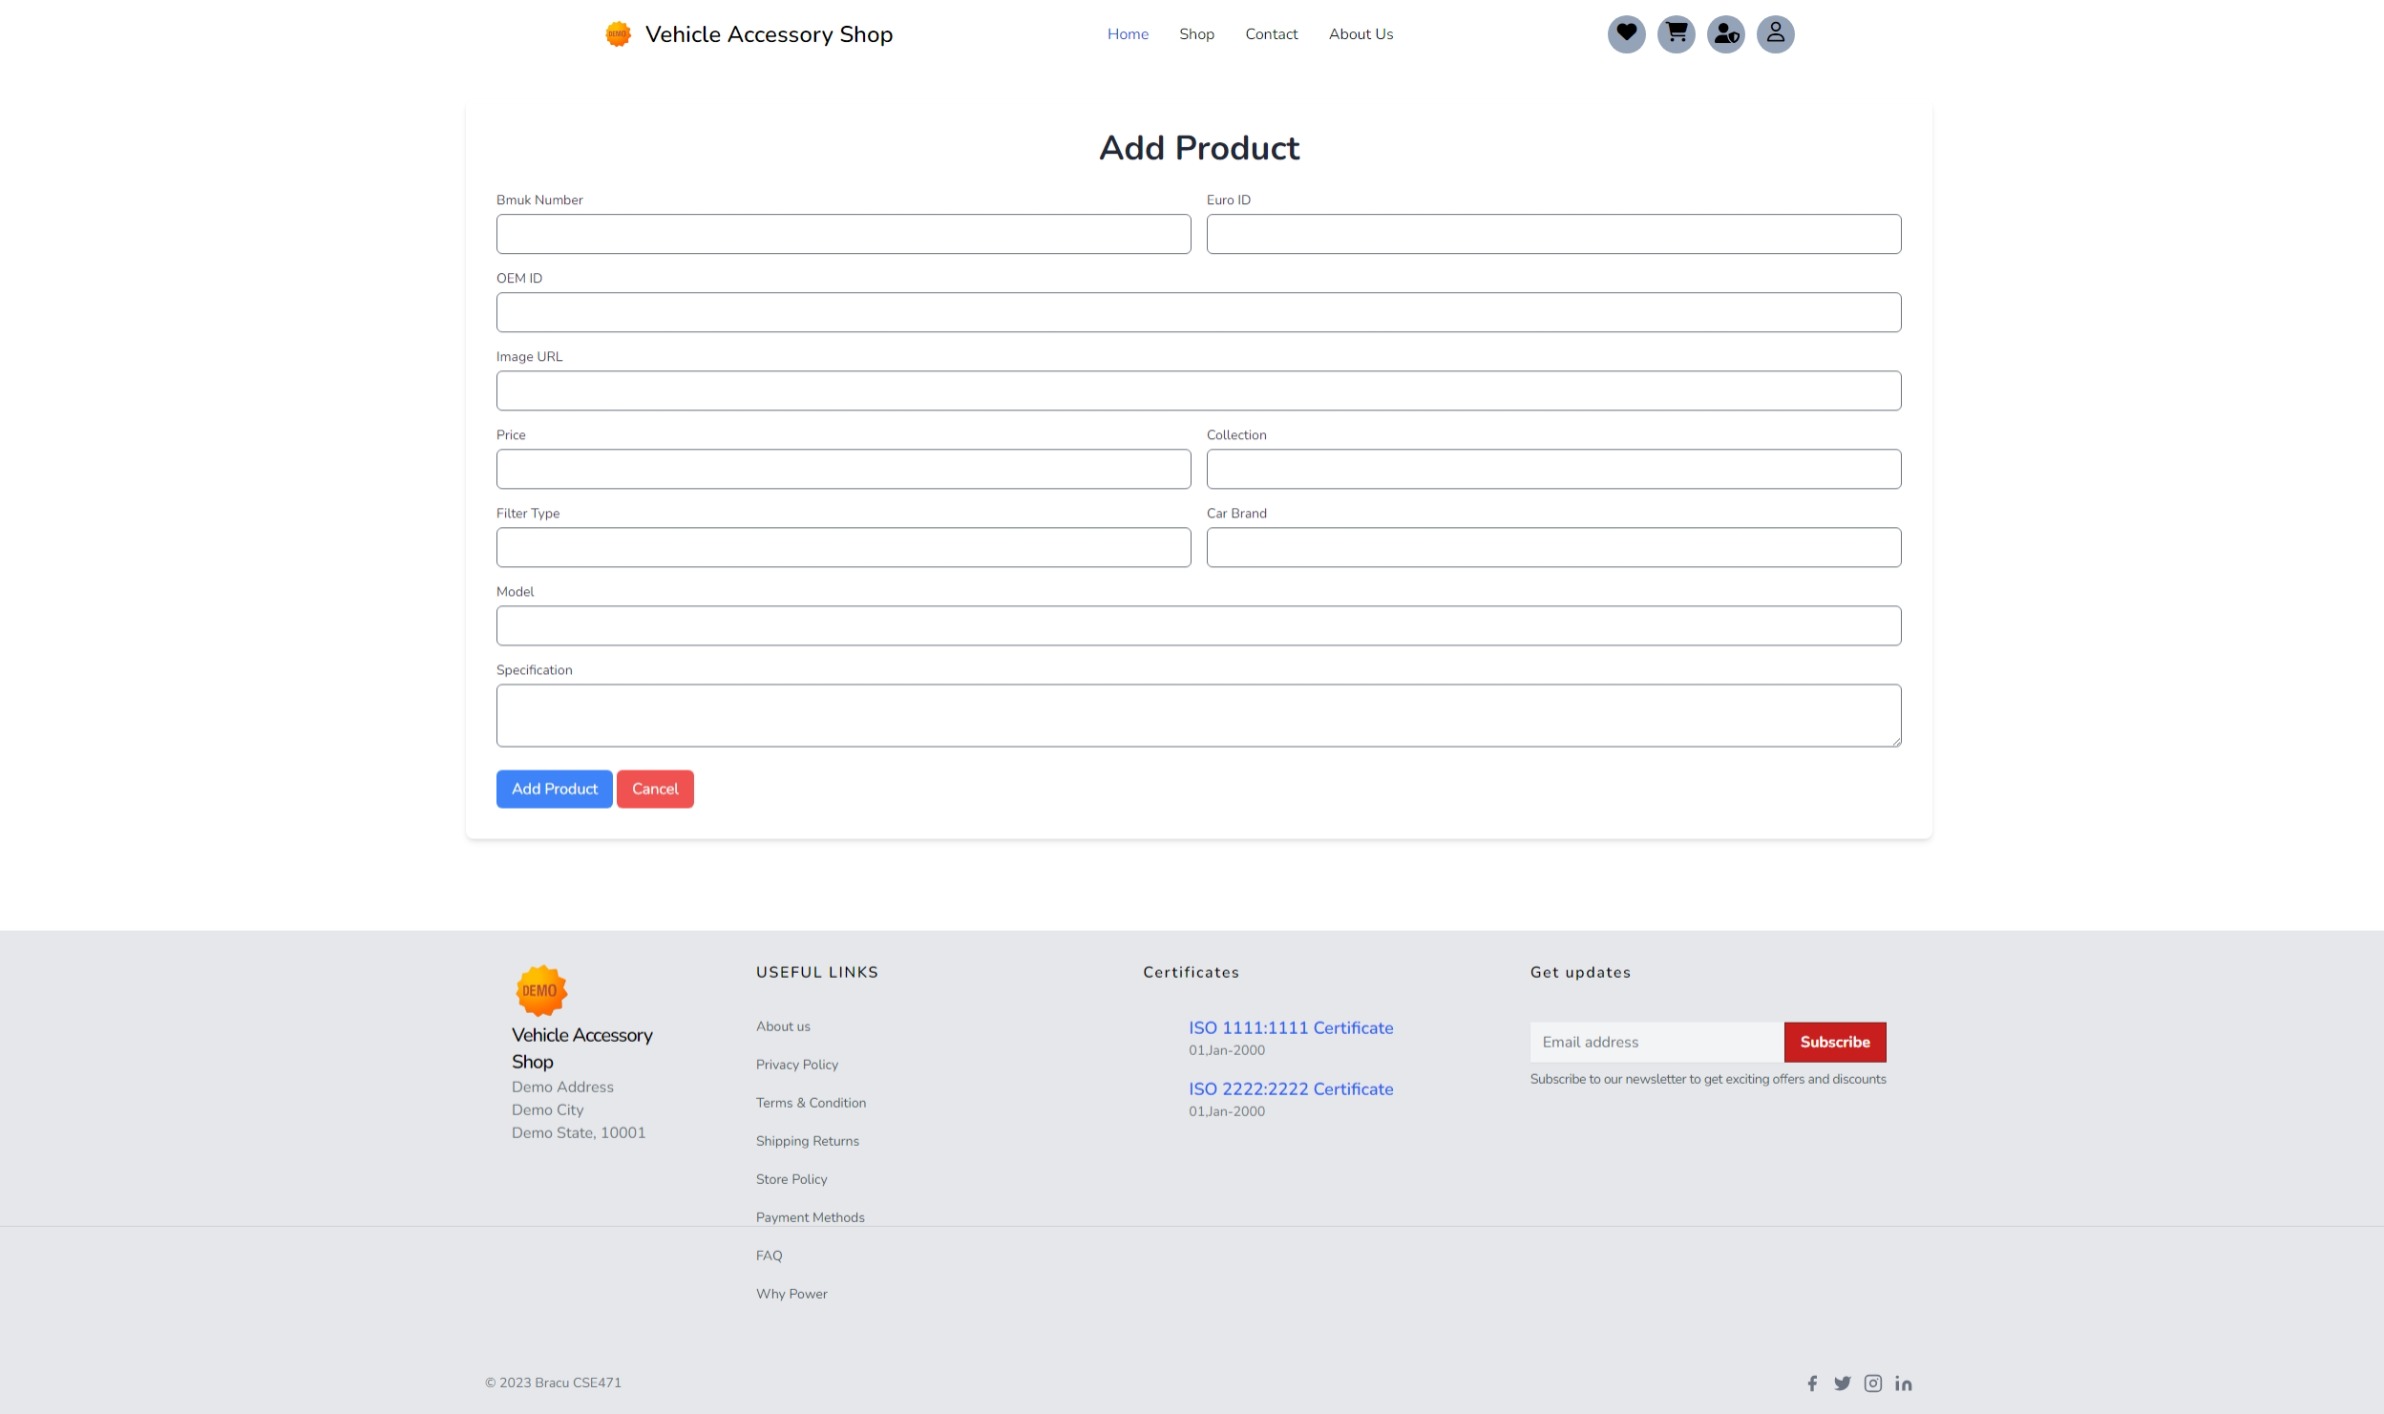 DEMO
Vehicle Accessory Shop
Home
Shop
Contact
About Us
Add Product
Bmuk Number
Euro ID
OEM ID
Image URL
Price
Collection
Filter Type
Car Brand
Model
Specification
Add Product
Cancel
DEMO
Vehicle Accessory
Shop
Demo Address
Demo City
Demo State, 10001
USEFUL LINKS
About us
Privacy Policy
Terms & Condition
Shipping Returns
Store Policy
Payment Methods
FAQ
Why Power
Certificates
ISO 1111:1111 Certificate
01,Jan-2000
ISO 2222:2222 Certificate
01,Jan-2000
Get updates
Email address
Subscribe
Subscribe to our newsletter to get exciting offers and discounts
© 2023 Bracu CSE471